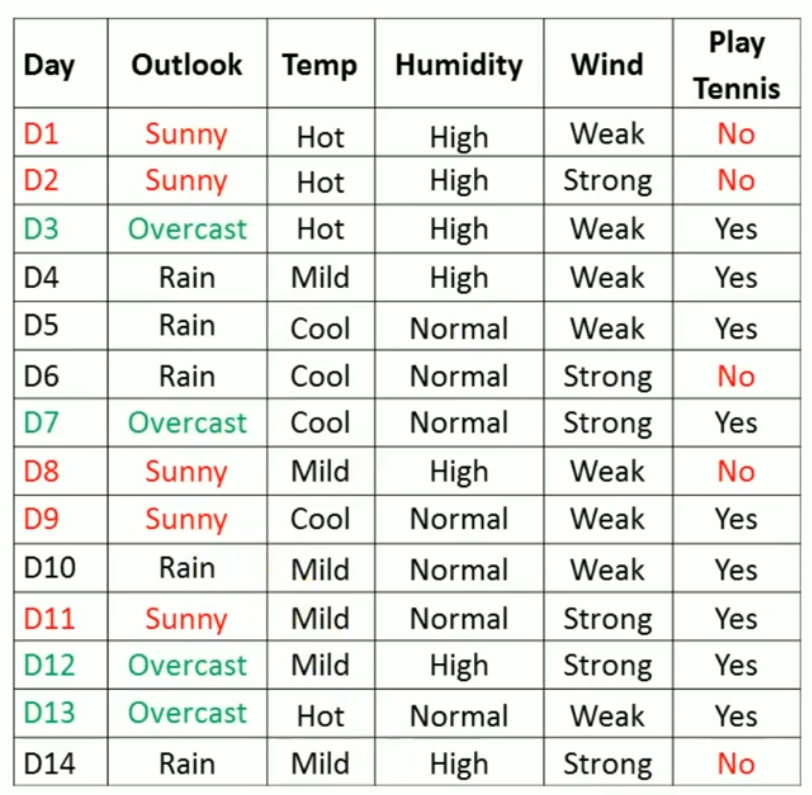 Day Outlook Temp Humidity Wind Play Tennis
D1 Sunny Hot High Weak No
D2 Sunny Hot High Strong No
D3 Overcast Hot High Weak Yes
D4 Rain Mild High Weak Yes
D5 Rain Cool Normal Weak Yes
D6 Rain Cool Normal Strong No
D7 Overcast Cool Normal Strong Yes
D8 Sunny Mild High Weak No
D9 Sunny Cool Normal Weak Yes
D10 Rain Mild Normal Weak Yes
D11 Sunny Mild Normal Strong Yes
D12 Overcast Mild High Strong Yes
D13 Overcast Hot Normal Weak Yes
D14 Rain Mild High Strong No